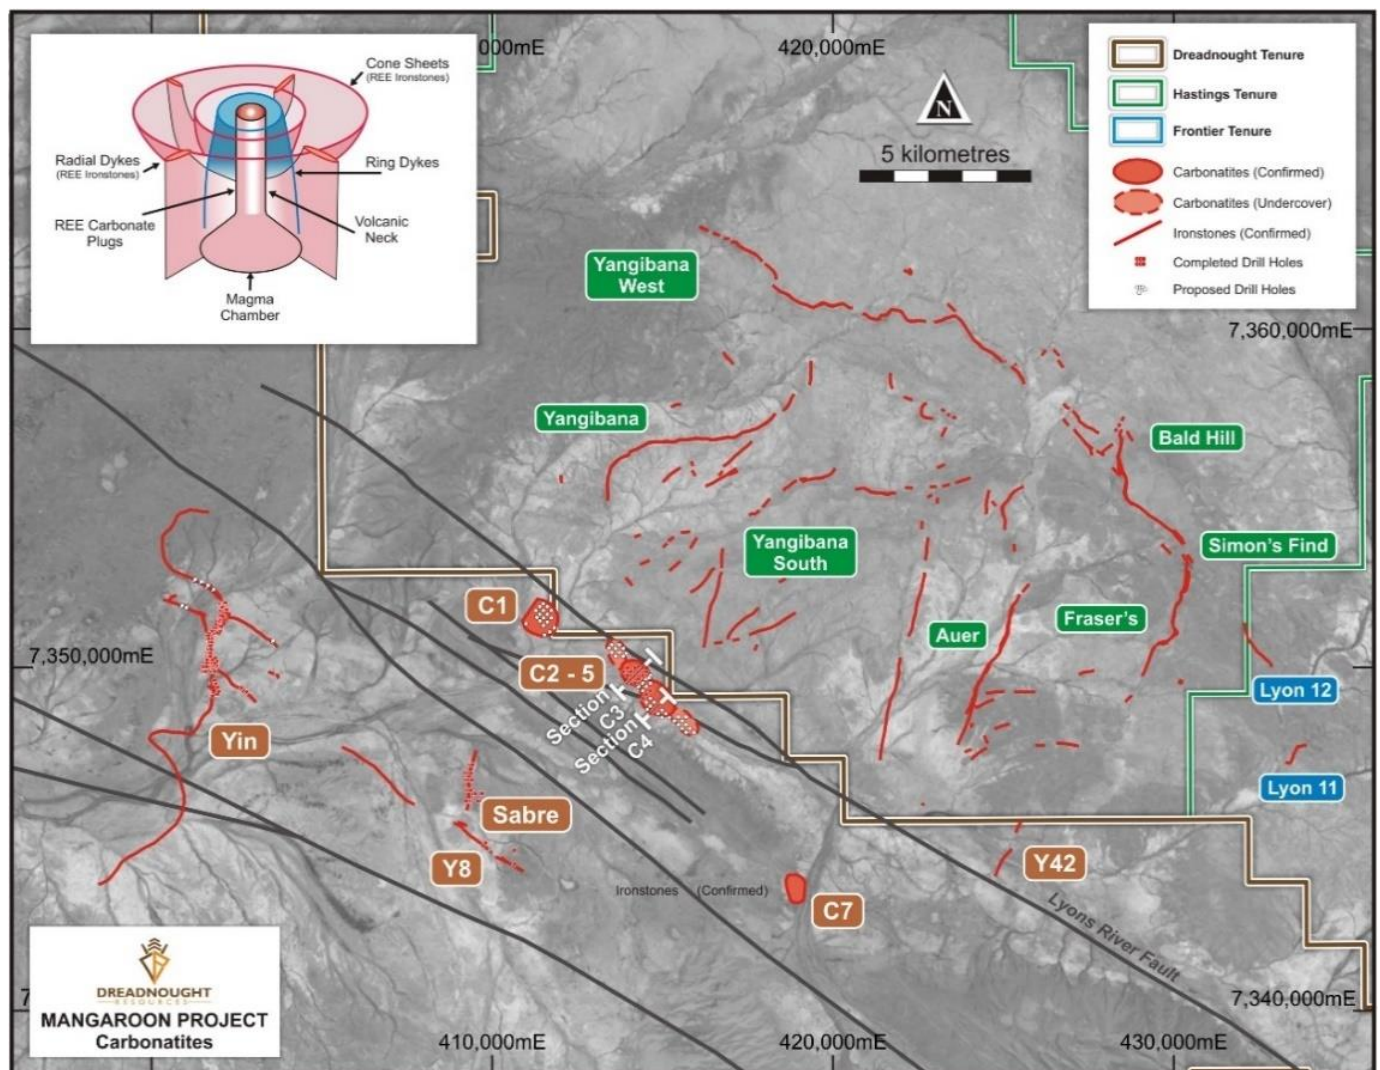 000mE
420,000mE
Cone Sheets
(REE Ironstones)
Radial Dykes
(REE Ironstones)
Ring Dykes
REE Carbonate
Plugs
Volcanic
Neck
Magma
Chamber
N
5 kilometres
Dreadnought Tenure
Hastings Tenure
Frontier Tenure
Carbonatites (Confirmed)
Carbonatites (Undercover)
Ironstones (Confirmed)
Completed Drill Holes
Proposed Drill Holes
Yangibana
West
7,360,000mE
Yangibana
Bald Hill
Yangibana
South
Simon's Find
C1
Fraser's
Auer
7,350,000mE
C2 - 5
Lyon 12
Section
C3
Section
C4
Yin
Lyon 11
Sabre
Y8
Y42
Ironstones (Confirmed)
C7
Lyons River Fault
DREADNOUGHT
RESOURCES
MANGAROON PROJECT
Carbonatites
7
7,340,000mE
410,000mE
420,000mE
430,000mE